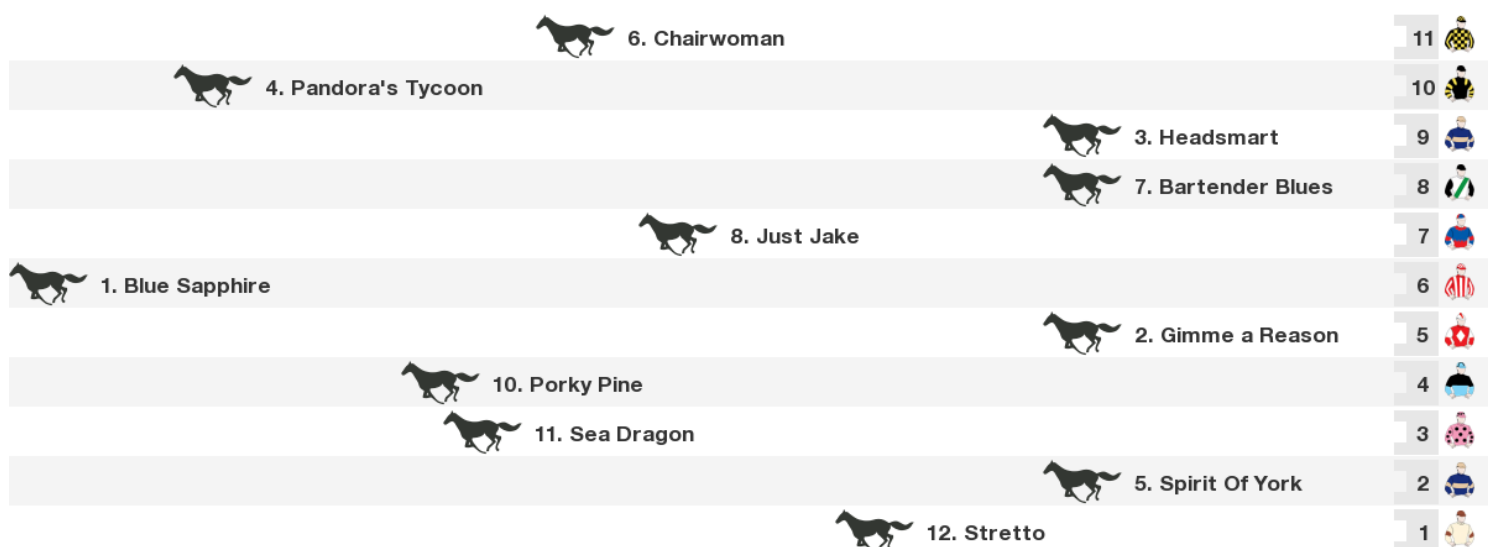 6. Chairwoman 11
4. Pandora's Tycoon 10
3. Headsmart 9
7. Bartender Blues 8
8. Just Jake 7
1. Blue Sapphire 6
2. Gimme a Reason 5
10. Porky Pine 4
11. Sea Dragon 3
5. Spirit Of York 2
12. Stretto 1